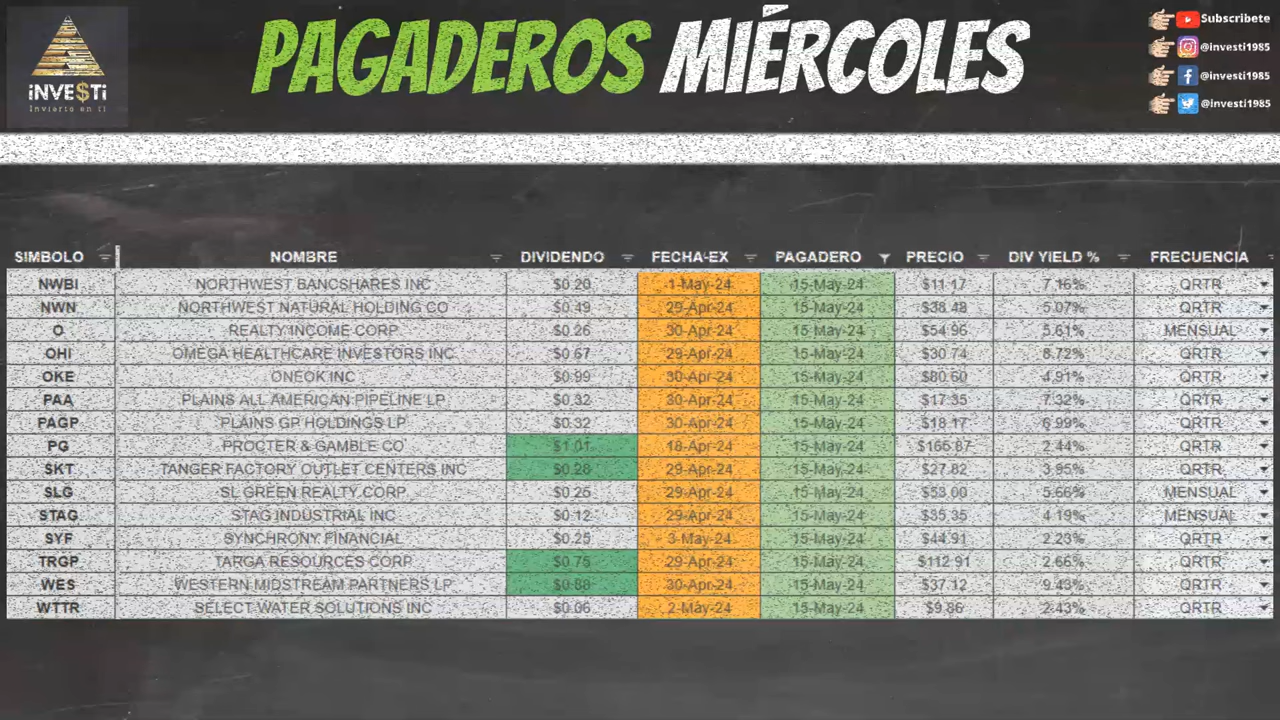 PAGADEROS MIÉRCOLES
iNVE$Ti
Invierto en ti
Subscribete
@investi1985
@investi1985
@investi1985
SIMBOLO NOMBRE DIVIDENDO FECHA-EX PAGADERO PRECIO DIV YIELD % FRECUENCIA
NWBI NORTHWEST BANCSHARES INC $0.20 1-May-24 15-May-24 $11.17 7.16% QRTR
NWN NORTHWEST NATURAL HOLDING CO $0.49 29-Apr-24 15-May-24 $38.48 5.07% QRTR
O REALTY INCOME CORP $0.26 30-Apr-24 15-May-24 $54.96 5.61% MENSUAL
OHI OMEGA HEALTHCARE INVESTORS INC $0.67 29-Apr-24 15-May-24 $30.74 8.72% QRTR
OKE ONEOK INC $0.99 30-Apr-24 15-May-24 $80.60 4.91% QRTR
PAA PLAINS ALL AMERICAN PIPELINE LP $0.32 30-Apr-24 15-May-24 $17.35 7.32% QRTR
PAGP PLAINS GP HOLDINGS LP $0.32 30-Apr-24 15-May-24 $18.17 6.99% QRTR
PG PROCTER & GAMBLE CO $1.01 18-Apr-24 15-May-24 $165.87 2.44% QRTR
SKT TANGER FACTORY OUTLET CENTERS INC $0.28 29-Apr-24 15-May-24 $27.82 3.95% QRTR
SLG SL GREEN REALTY CORP $0.25 29-Apr-24 15-May-24 $53.00 5.66% MENSUAL
STAG STAG INDUSTRIAL INC $0.12 29-Apr-24 15-May-24 $35.35 4.19% MENSUAL
SYF SYNCHRONY FINANCIAL $0.25 3-May-24 15-May-24 $44.91 2.23% QRTR
TRGP TARGA RESOURCES CORP $0.75 29-Apr-24 15-May-24 $112.91 2.66% QRTR
WES WESTERN MIDSTREAM PARTNERS LP $0.88 30-Apr-24 15-May-24 $37.12 9.43% QRTR
WTTR SELECT WATER SOLUTIONS INC $0.06 2-May-24 15-May-24 $9.86 2.43% QRTR